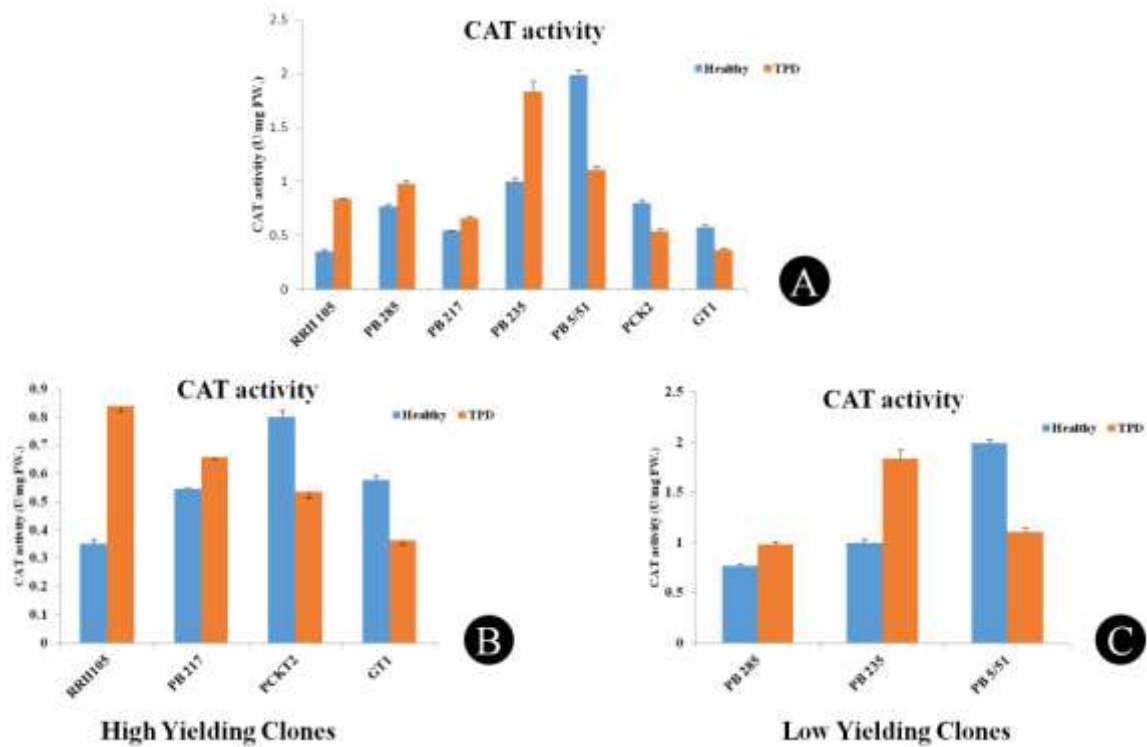 CAT activity
Healthy TPD
CAT activity (U/mg FW.)
2.5
2
1.5
1
0.5
0
RRII 105 PB 285 PB 217 PB 235 PB 5/51 PCK2 GT1
A
CAT activity
Healthy TPD
CAT activity (U/mg FW.)
0.9
0.8
0.7
0.6
0.5
0.4
0.3
0.2
0.1
0
RRII105 PB 217 PCKT2 GT1
B
High Yielding Clones
CAT activity
Healthy TPD
CAT activity (U/mg FW.)
2.5
2
1.5
1
0.5
0
PB 285 PB 235 PB 5/51
C
Low Yielding Clones